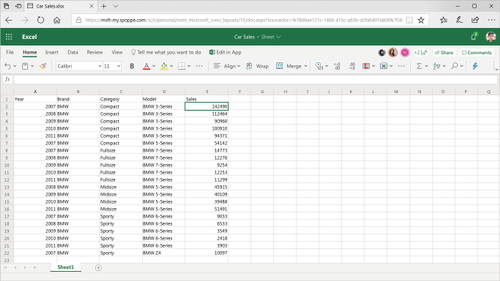 Car Sales.xlsx
Excel
Car Sales - Sheet
File Home Insert Data Review View Tell me what you want to do Edit in App Share Comments
Calibri 11 B A Align Wrap Merge
fx
A B C D E F G H I J K L M N O P Q
1 Year Brand Category Model Sales
2 2007 BMW Compact BMW 3-Series 142490
3 2008 BMW Compact BMW 3-Series 112464
4 2009 BMW Compact BMW 3-Series 90960
5 2010 BMW Compact BMW 3-Series 100910
6 2011 BMW Compact BMW 3-Series 94371
7 2007 BMW Compact BMW 5-Series 54142
8 2007 BMW Fullsize BMW 7-Series 14773
9 2008 BMW Fullsize BMW 7-Series 12276
10 2009 BMW Fullsize BMW 7-Series 9254
11 2010 BMW Fullsize BMW 7-Series 12253
12 2011 BMW Fullsize BMW 7-Series 11299
13 2008 BMW Midsize BMW 5-Series 45915
14 2009 BMW Midsize BMW 5-Series 40109
15 2010 BMW Midsize BMW 5-Series 39488
16 2011 BMW Midsize BMW 5-Series 51491
17 2007 BMW Sporty BMW 6-Series 9033
18 2008 BMW Sporty BMW 6-Series 6533
19 2009 BMW Sporty BMW 6-Series 3549
20 2010 BMW Sporty BMW 6-Series 2418
21 2011 BMW Sporty BMW 6-Series 3903
22 2007 BMW Sporty BMW Z4 10097
23
Sheet1